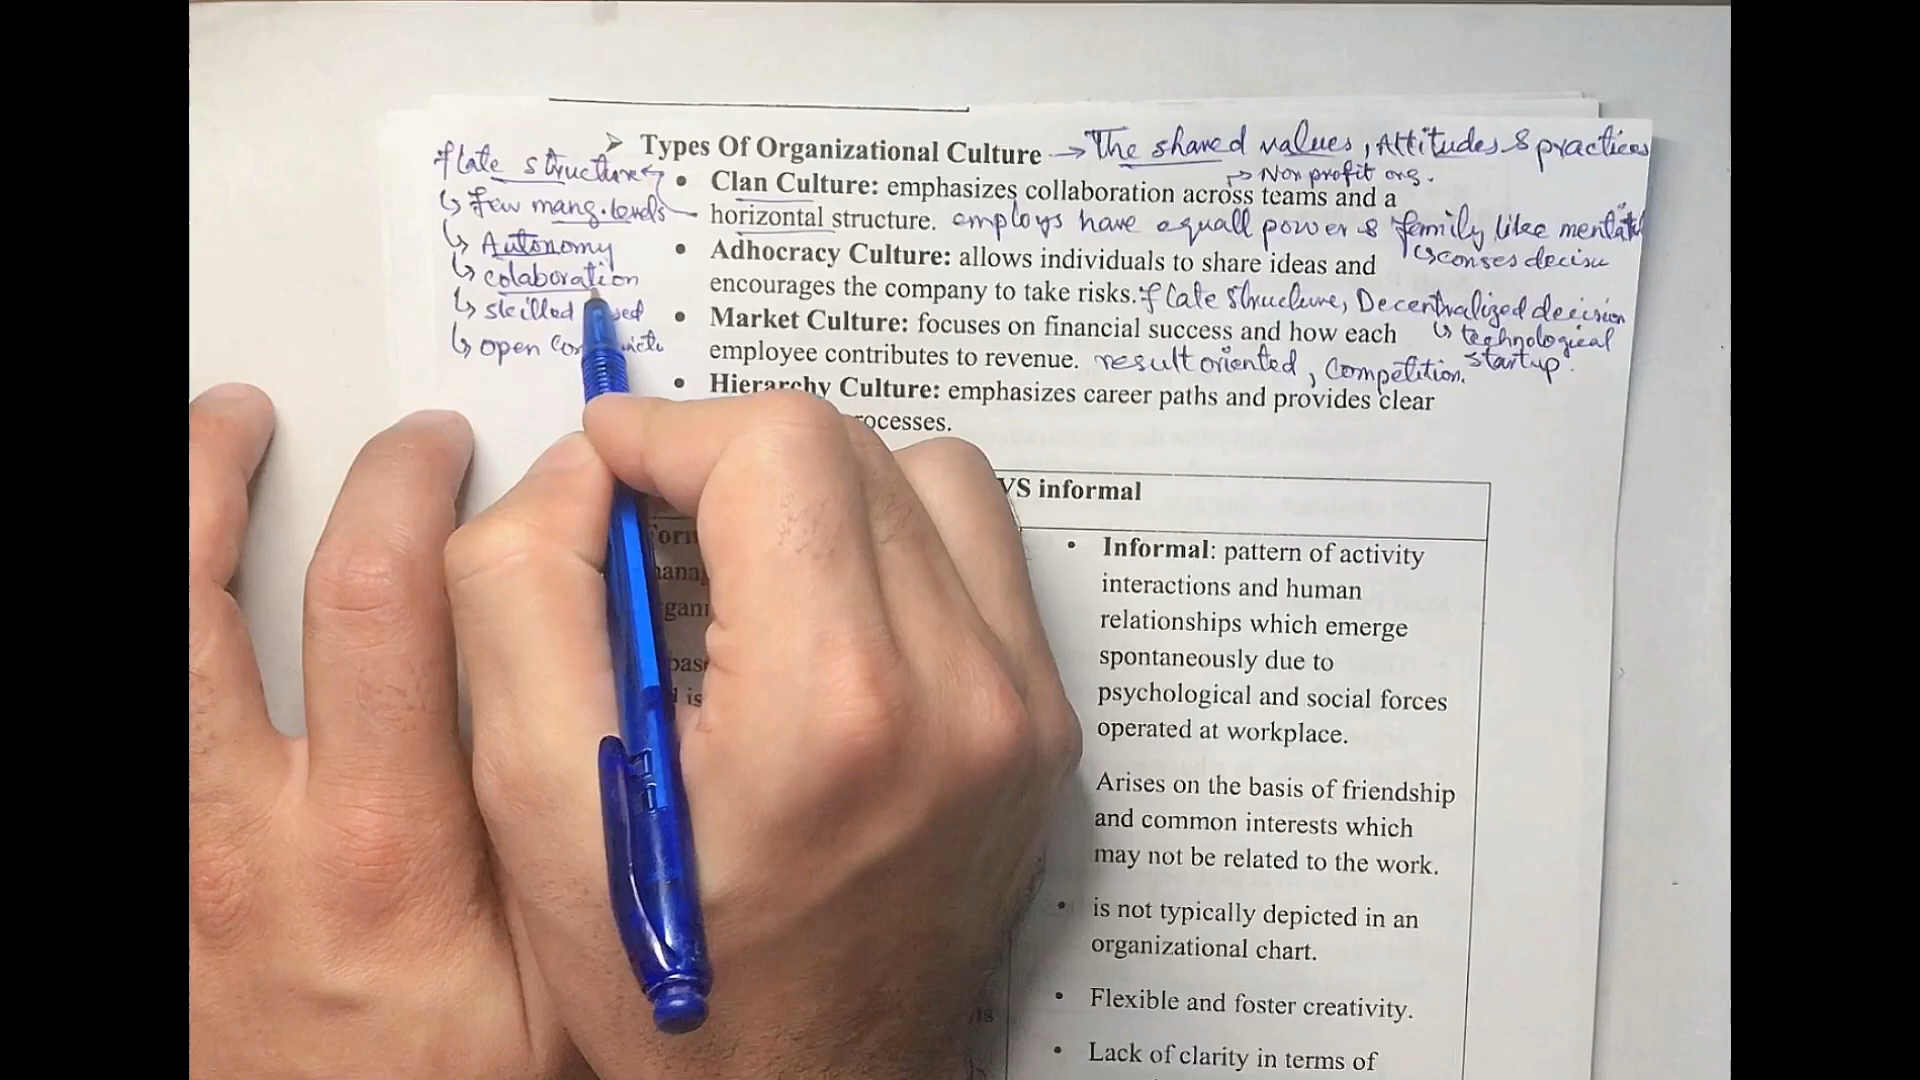 Types Of Organizational Culture → The shared values, Attitudes & practices
flate structure
Clan Culture: emphasizes collaboration across teams and a
Non profit org.
few mang. levels
horizontal structure. employs have equall power & family like
Autonomy
Adhocracy Culture: allows individuals to share ideas and
colaboration
encourages the company to take risks. flate structure, Decentralized decision
skilled
Market Culture: focuses on financial success and how each
technological
open
employee contributes to revenue. result oriented, Competition.
startup.
Hierarchy Culture: emphasizes career paths and provides clear
VS informal
Informal: pattern of activity
interactions and human
relationships which emerge
spontaneously due to
psychological and social forces
operated at workplace.
Arises on the basis of friendship
and common interests which
may not be related to the work.
is not typically depicted in an
organizational chart.
Flexible and foster creativity.
Lack of clarity in terms of